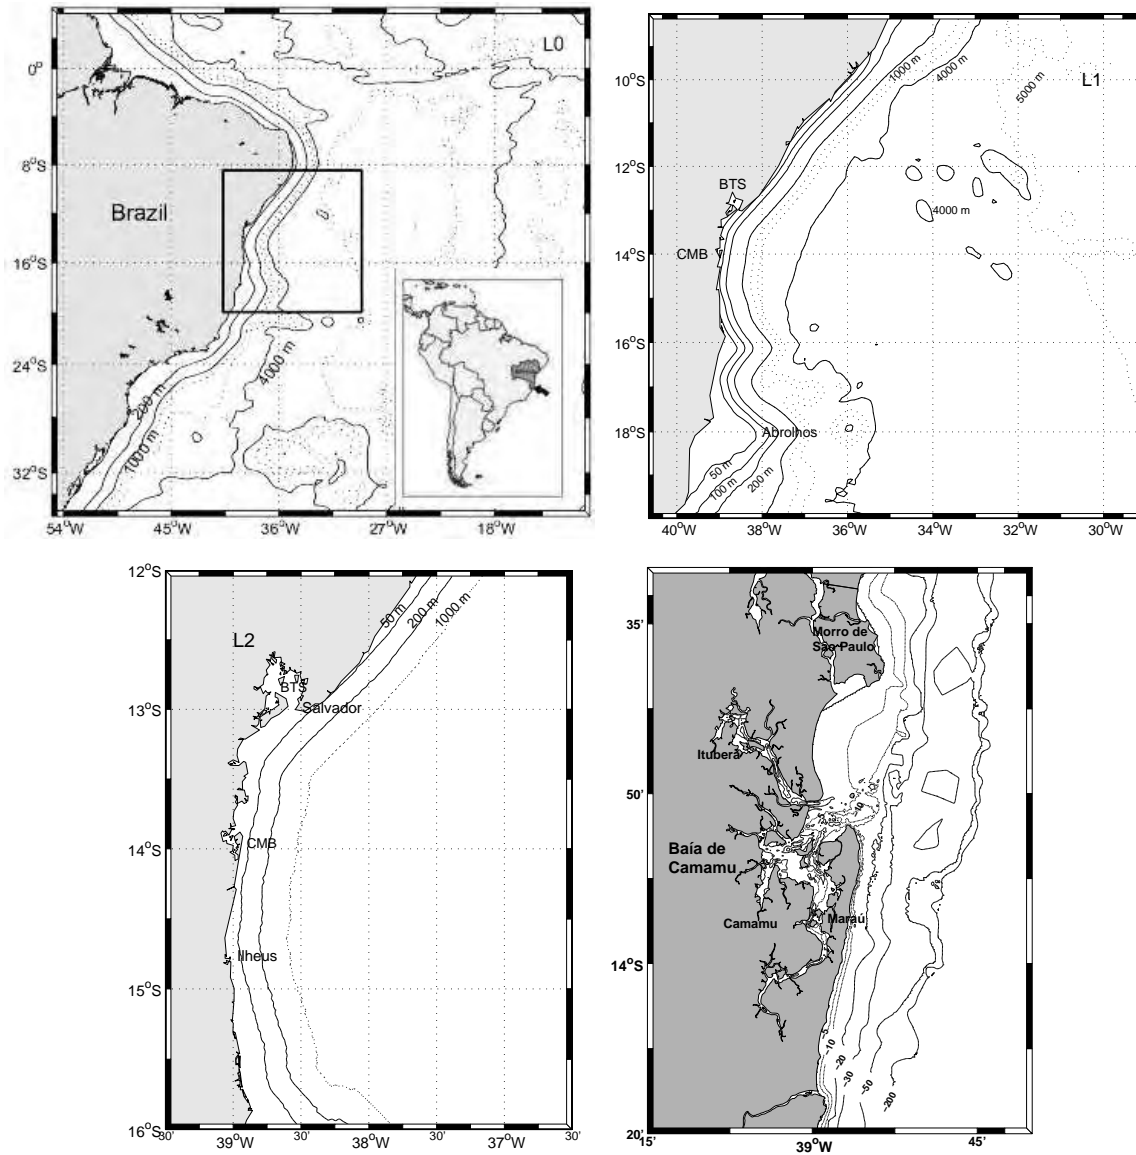 L0
0°
8°S
16°S
24°S
32°S
Brazil
200 m
1000 m
4000 m
54°W
45°W
36°W
27°W
18°W
L1
10°S
12°S
14°S
16°S
18°S
1000 m
4000 m
5000 m
4000 m
BTS
CMB
Abrolhos
50 m
100 m
200 m
40°W
38°W
36°W
34°W
32°W
30°W
12°S
13°S
14°S
15°S
16°S
L2
50 m
200 m
1000 m
BTS
Salvador
CMB
Ilheus
30'
39°W
30'
38°W
30'
37°W
30'
35'
50'
14°S
20'
Morro de
São Paulo
Ituberá
Baía de
Camamu
Camamu
Maraú
-5
-10
-5
-10
-20
-30
-50
-200
15'
39°W
45'